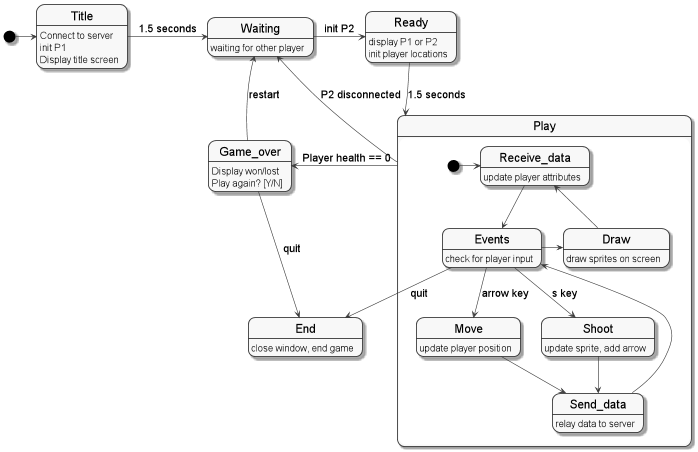 Title
Connect to server
init P1
Display title screen
1.5 seconds
Waiting
waiting for other player
init P2
Ready
display P1 or P2
init player locations
restart
P2 disconnected
1.5 seconds
Play
Game_over
Display won/lost
Play again? [Y/N]
Player health == 0
Receive_data
update player attributes
Events
check for player input
Draw
draw sprites on screen
quit
quit
arrow key
s key
End
close window, end game
Move
update player position
Shoot
update sprite, add arrow
Send_data
relay data to server